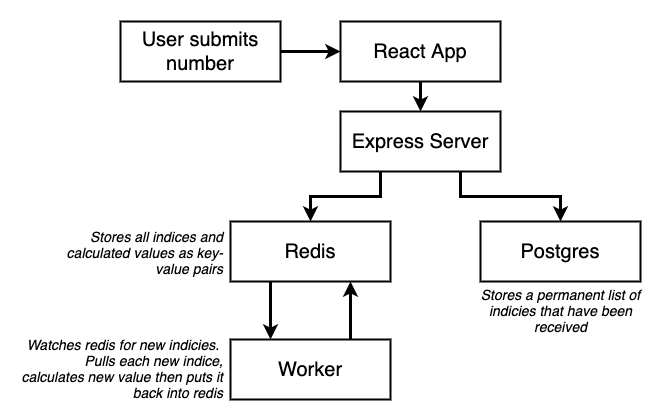 User submits
number
React App
Express Server
Stores all indices and
calculated values as key-
value pairs
Redis
Postgres
Stores a permanent list of
indicies that have been
received
Watches redis for new indicies.
Pulls each new indice,
calculates new value then puts it
back into redis
Worker